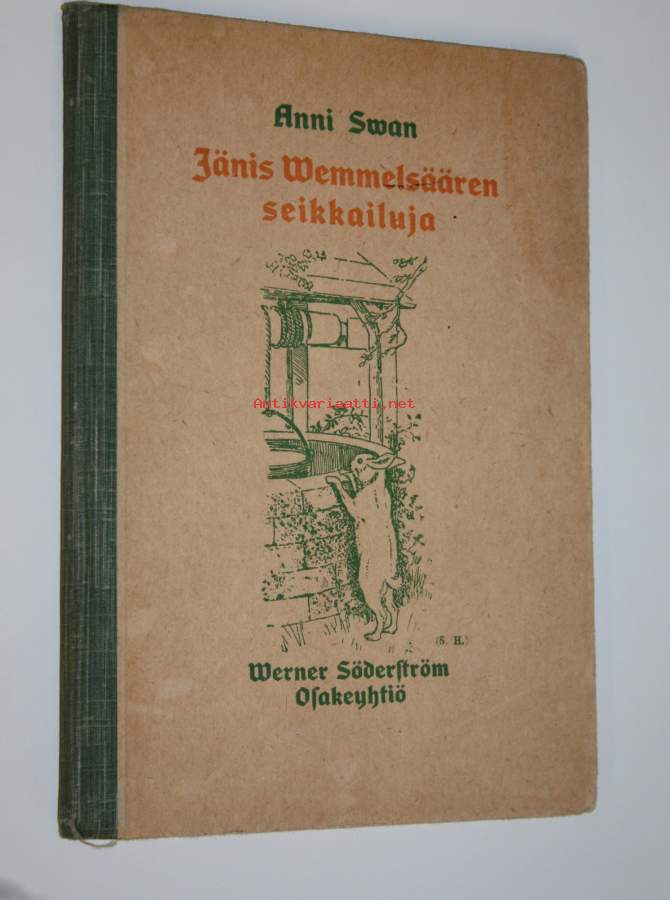 Anni Swan
Jänis Wemmelsäären
seikkailuja
Antikvariaatti.net
(S. H.)
Werner Söderſtröm
Oſakeyhtiö